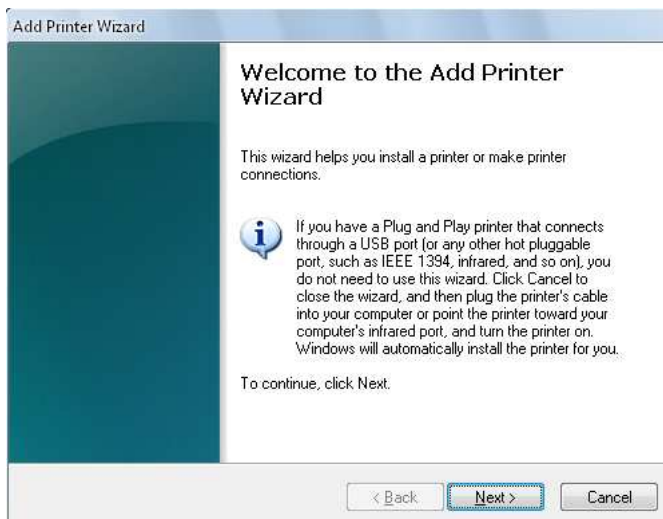 Add Printer Wizard
Welcome to the Add Printer
Wizard
This wizard helps you install a printer or make printer
connections.
If you have a Plug and Play printer that connects
through a USB port (or any other hot pluggable
port, such as IEEE 1394, infrared, and so on), you
do not need to use this wizard. Click Cancel to
close the wizard, and then plug the printer's cable
into your computer or point the printer toward your
computer's infrared port, and turn the printer on.
Windows will automatically install the printer for you.
To continue, click Next.
< Back Next > Cancel